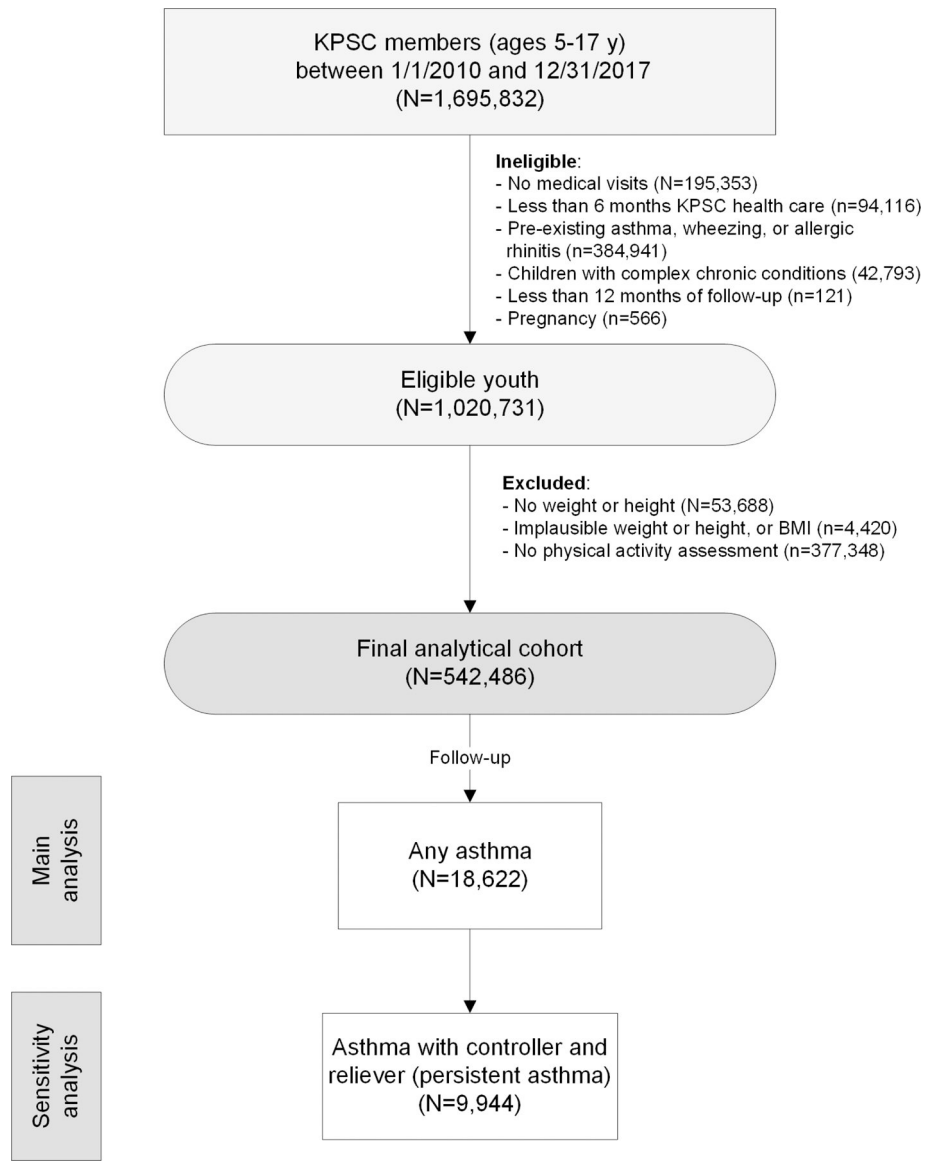 KPSC members (ages 5-17 y)
between 1/1/2010 and 12/31/2017
(N=1,695,832)
Ineligible:
- No medical visits (N=195,353)
- Less than 6 months KPSC health care (n=94,116)
- Pre-existing asthma, wheezing, or allergic
rhinitis (n=384,941)
- Children with complex chronic conditions (42,793)
- Less than 12 months of follow-up (n=121)
- Pregnancy (n=566)
Eligible youth
(N=1,020,731)
Excluded:
- No weight or height (N=53,688)
- Implausible weight or height, or BMI (n=4,420)
- No physical activity assessment (n=377,348)
Final analytical cohort
(N=542,486)
Follow-up
Main
analysis
Any asthma
(N=18,622)
Sensitivity
analysis
Asthma with controller and
reliever (persistent asthma)
(N=9,944)